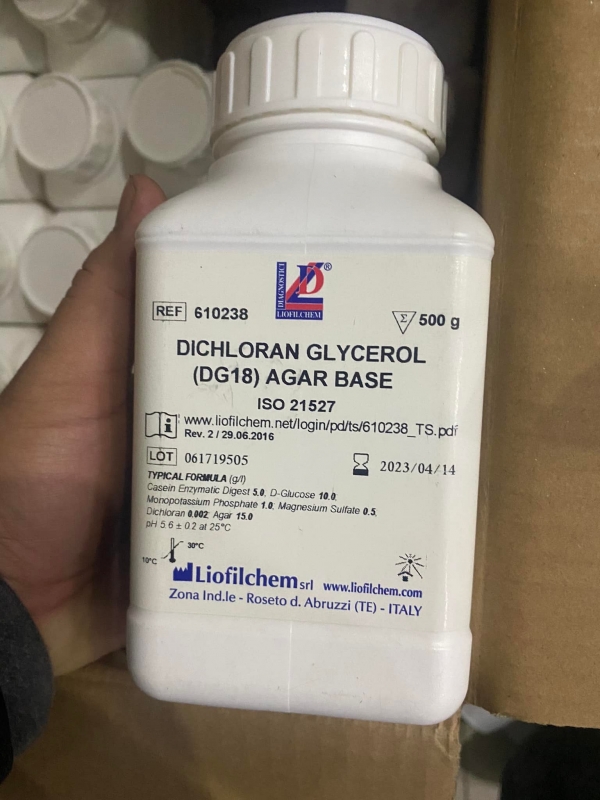 DIAGNOSTICI
LD
®
LIOFILCHEM
REF 610238
Σ 500 g
DICHLORAN GLYCEROL
(DG18) AGAR BASE
ISO 21527
i www.liofilchem.net/login/pd/ts/610238_TS.pdf
Rev. 2 / 29.06.2016
LOT 061719505
2023/04/14
TYPICAL FORMULA (g/l)
Casein Enzymatic Digest 5.0, D-Glucose 10.0,
Monopotassium Phosphate 1.0, Magnesium Sulfate 0.5,
Dichloran 0.002, Agar 15.0
pH 5.6 ± 0.2 at 25°C
30°C
10°C
Liofilchem srl www.liofilchem.com
Zona Ind.le - Roseto d. Abruzzi (TE) - ITALY